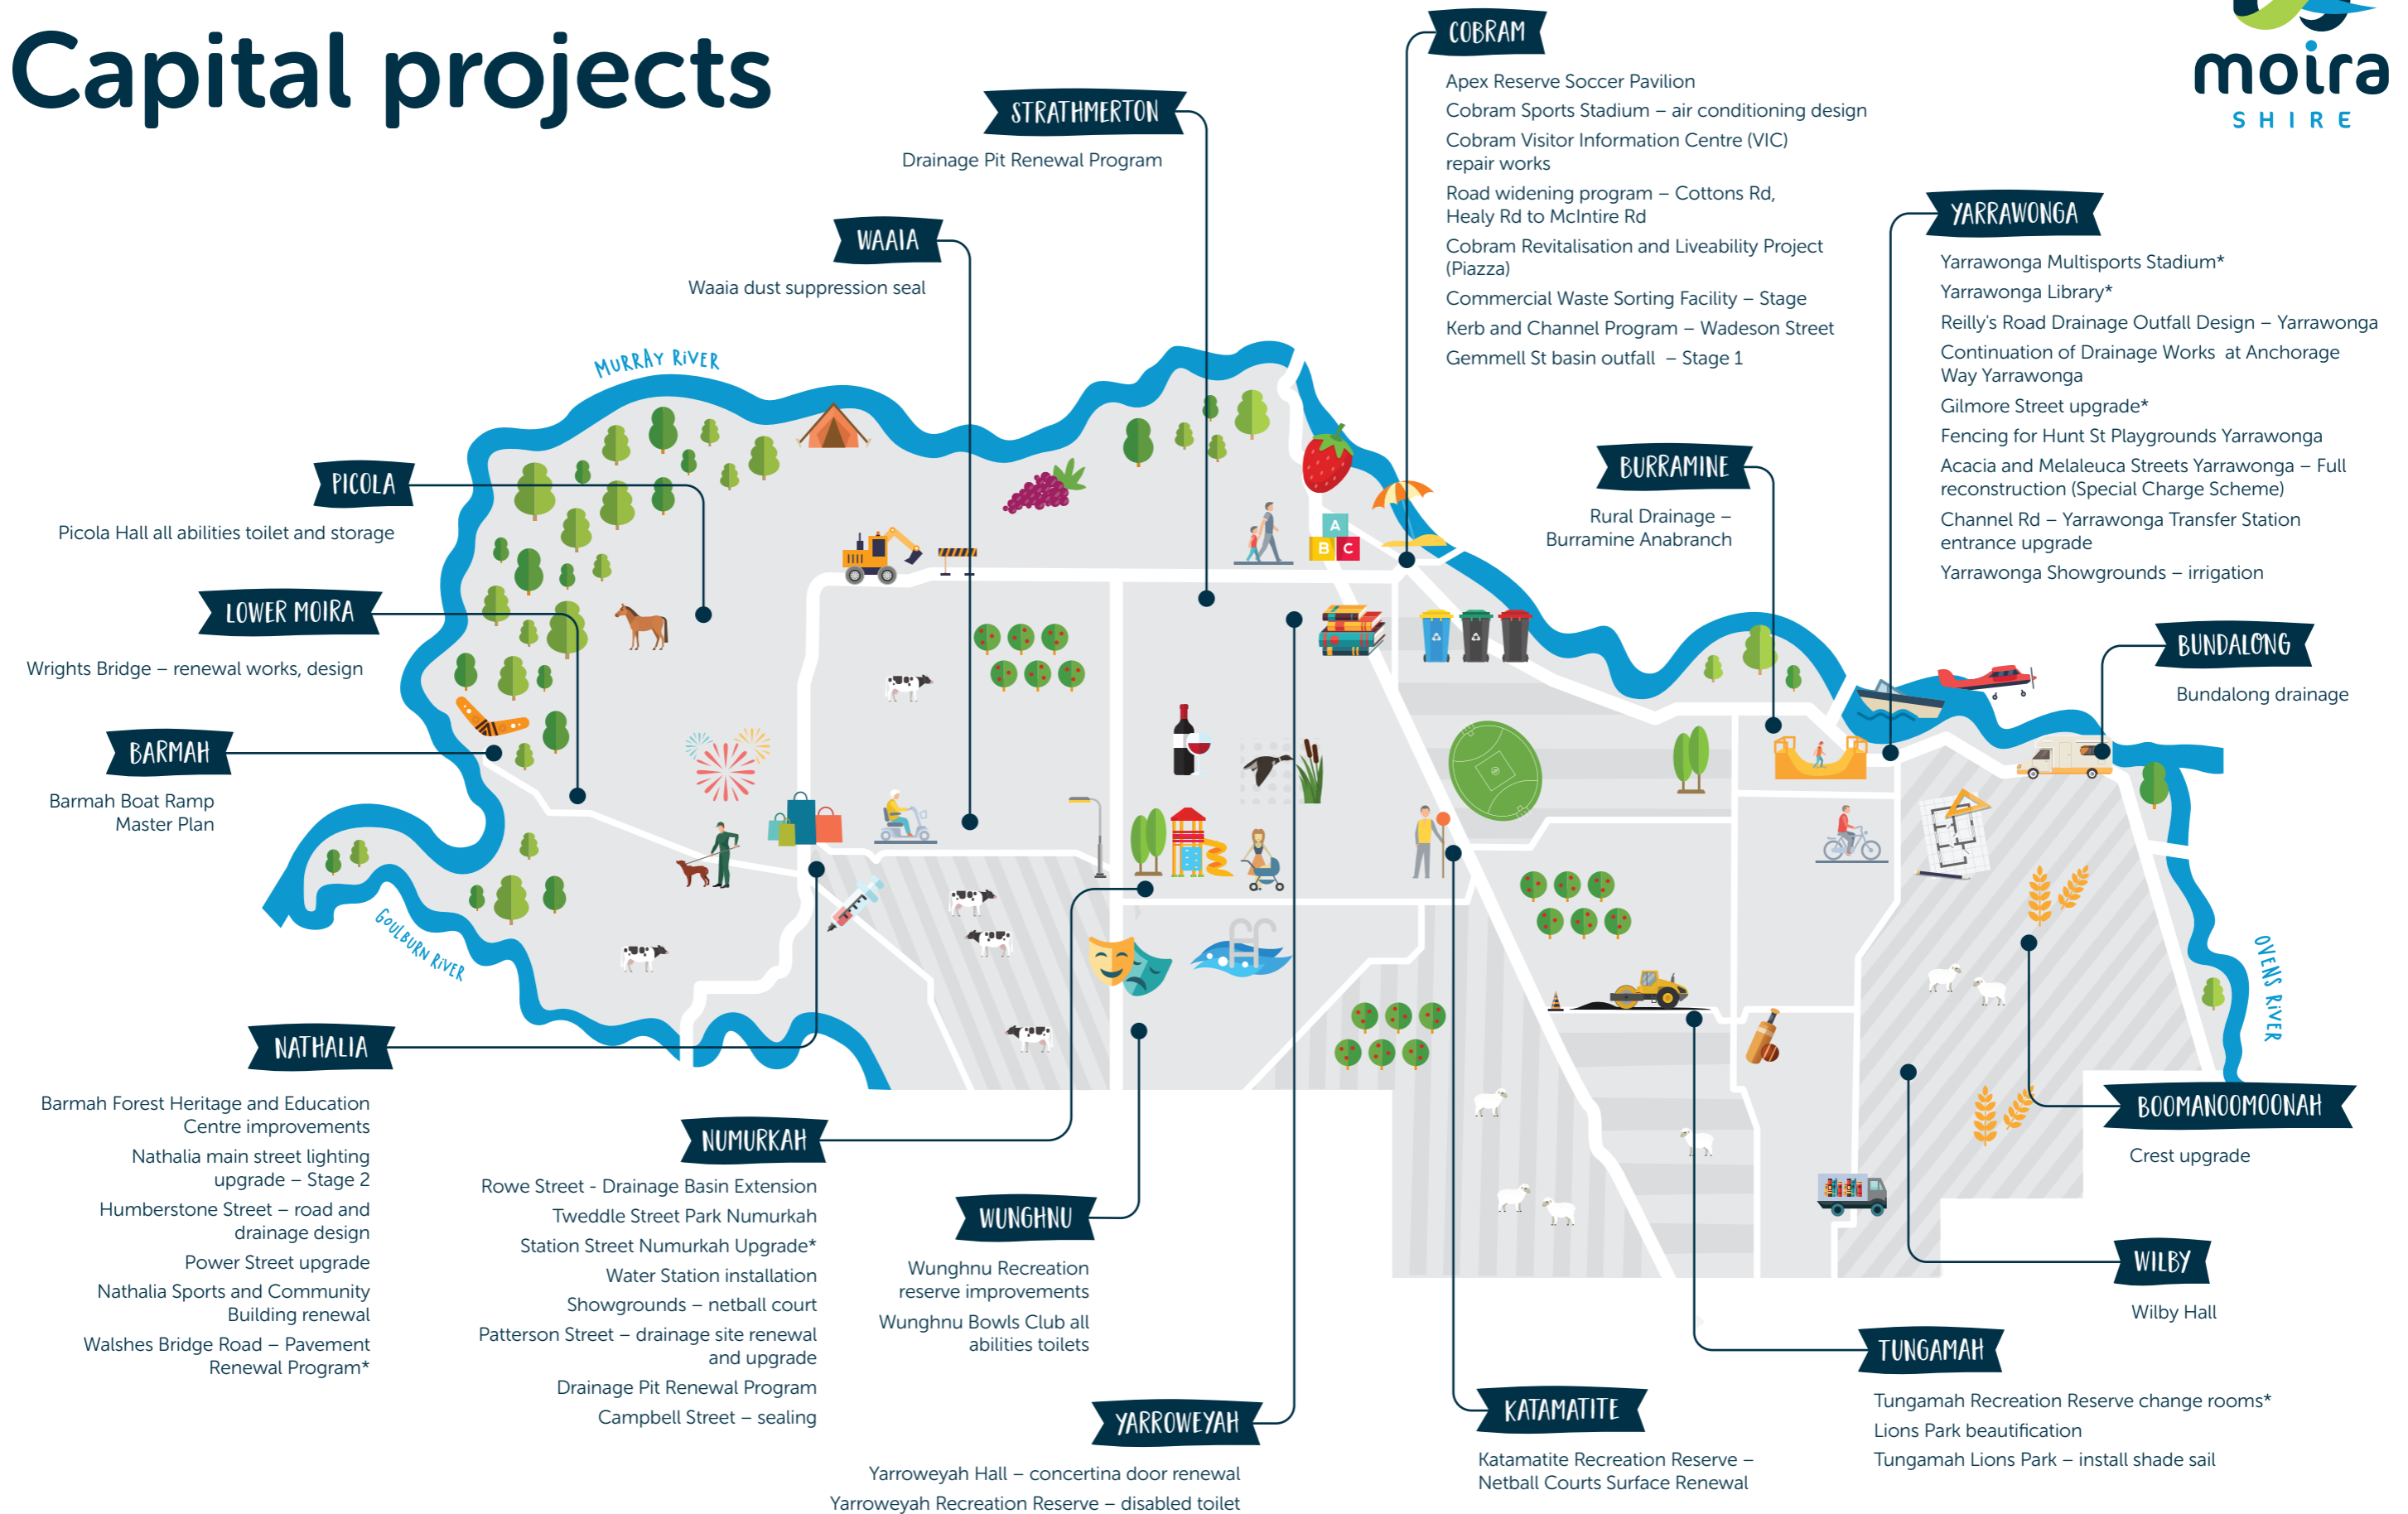 Capital projects
moira
SHIRE
COBRAM
Apex Reserve Soccer Pavilion
Cobram Sports Stadium – air conditioning design
Cobram Visitor Information Centre (VIC)
repair works
Road widening program – Cottons Rd,
Healy Rd to McIntire Rd
Cobram Revitalisation and Liveability Project
(Piazza)
Commercial Waste Sorting Facility – Stage
Kerb and Channel Program – Wadeson Street
Gemmell St basin outfall – Stage 1
STRATHMERTON
Drainage Pit Renewal Program
WAAIA
Waaia dust suppression seal
YARRAWONGA
Yarrawonga Multisports Stadium*
Yarrawonga Library*
Reilly's Road Drainage Outfall Design – Yarrawonga
Continuation of Drainage Works at Anchorage
Way Yarrawonga
Gilmore Street upgrade*
Fencing for Hunt St Playgrounds Yarrawonga
Acacia and Melaleuca Streets Yarrawonga – Full
reconstruction (Special Charge Scheme)
Channel Rd – Yarrawonga Transfer Station
entrance upgrade
Yarrawonga Showgrounds – irrigation
MURRAY RIVER
PICOLA
Picola Hall all abilities toilet and storage
BURRAMINE
Rural Drainage –
Burramine Anabranch
A
B C
LOWER MOIRA
Wrights Bridge – renewal works, design
BUNDALONG
Bundalong drainage
BARMAH
Barmah Boat Ramp
Master Plan
GOULBURN RIVER
OVENS RIVER
NATHALIA
Barmah Forest Heritage and Education
Centre improvements
Nathalia main street lighting
upgrade – Stage 2
Humberstone Street – road and
drainage design
Power Street upgrade
Nathalia Sports and Community
Building renewal
Walshes Bridge Road – Pavement
Renewal Program*
NUMURKAH
Rowe Street - Drainage Basin Extension
Tweddle Street Park Numurkah
Station Street Numurkah Upgrade*
Water Station installation
Showgrounds – netball court
Patterson Street – drainage site renewal
and upgrade
Drainage Pit Renewal Program
Campbell Street – sealing
WUNGHNU
Wunghnu Recreation
reserve improvements
Wunghnu Bowls Club all
abilities toilets
YARROWEYAH
Yarroweyah Hall – concertina door renewal
Yarroweyah Recreation Reserve – disabled toilet
KATAMATITE
Katamatite Recreation Reserve –
Netball Courts Surface Renewal
BOOMANOOMOONAH
Crest upgrade
WILBY
Wilby Hall
TUNGAMAH
Tungamah Recreation Reserve change rooms*
Lions Park beautification
Tungamah Lions Park – install shade sail